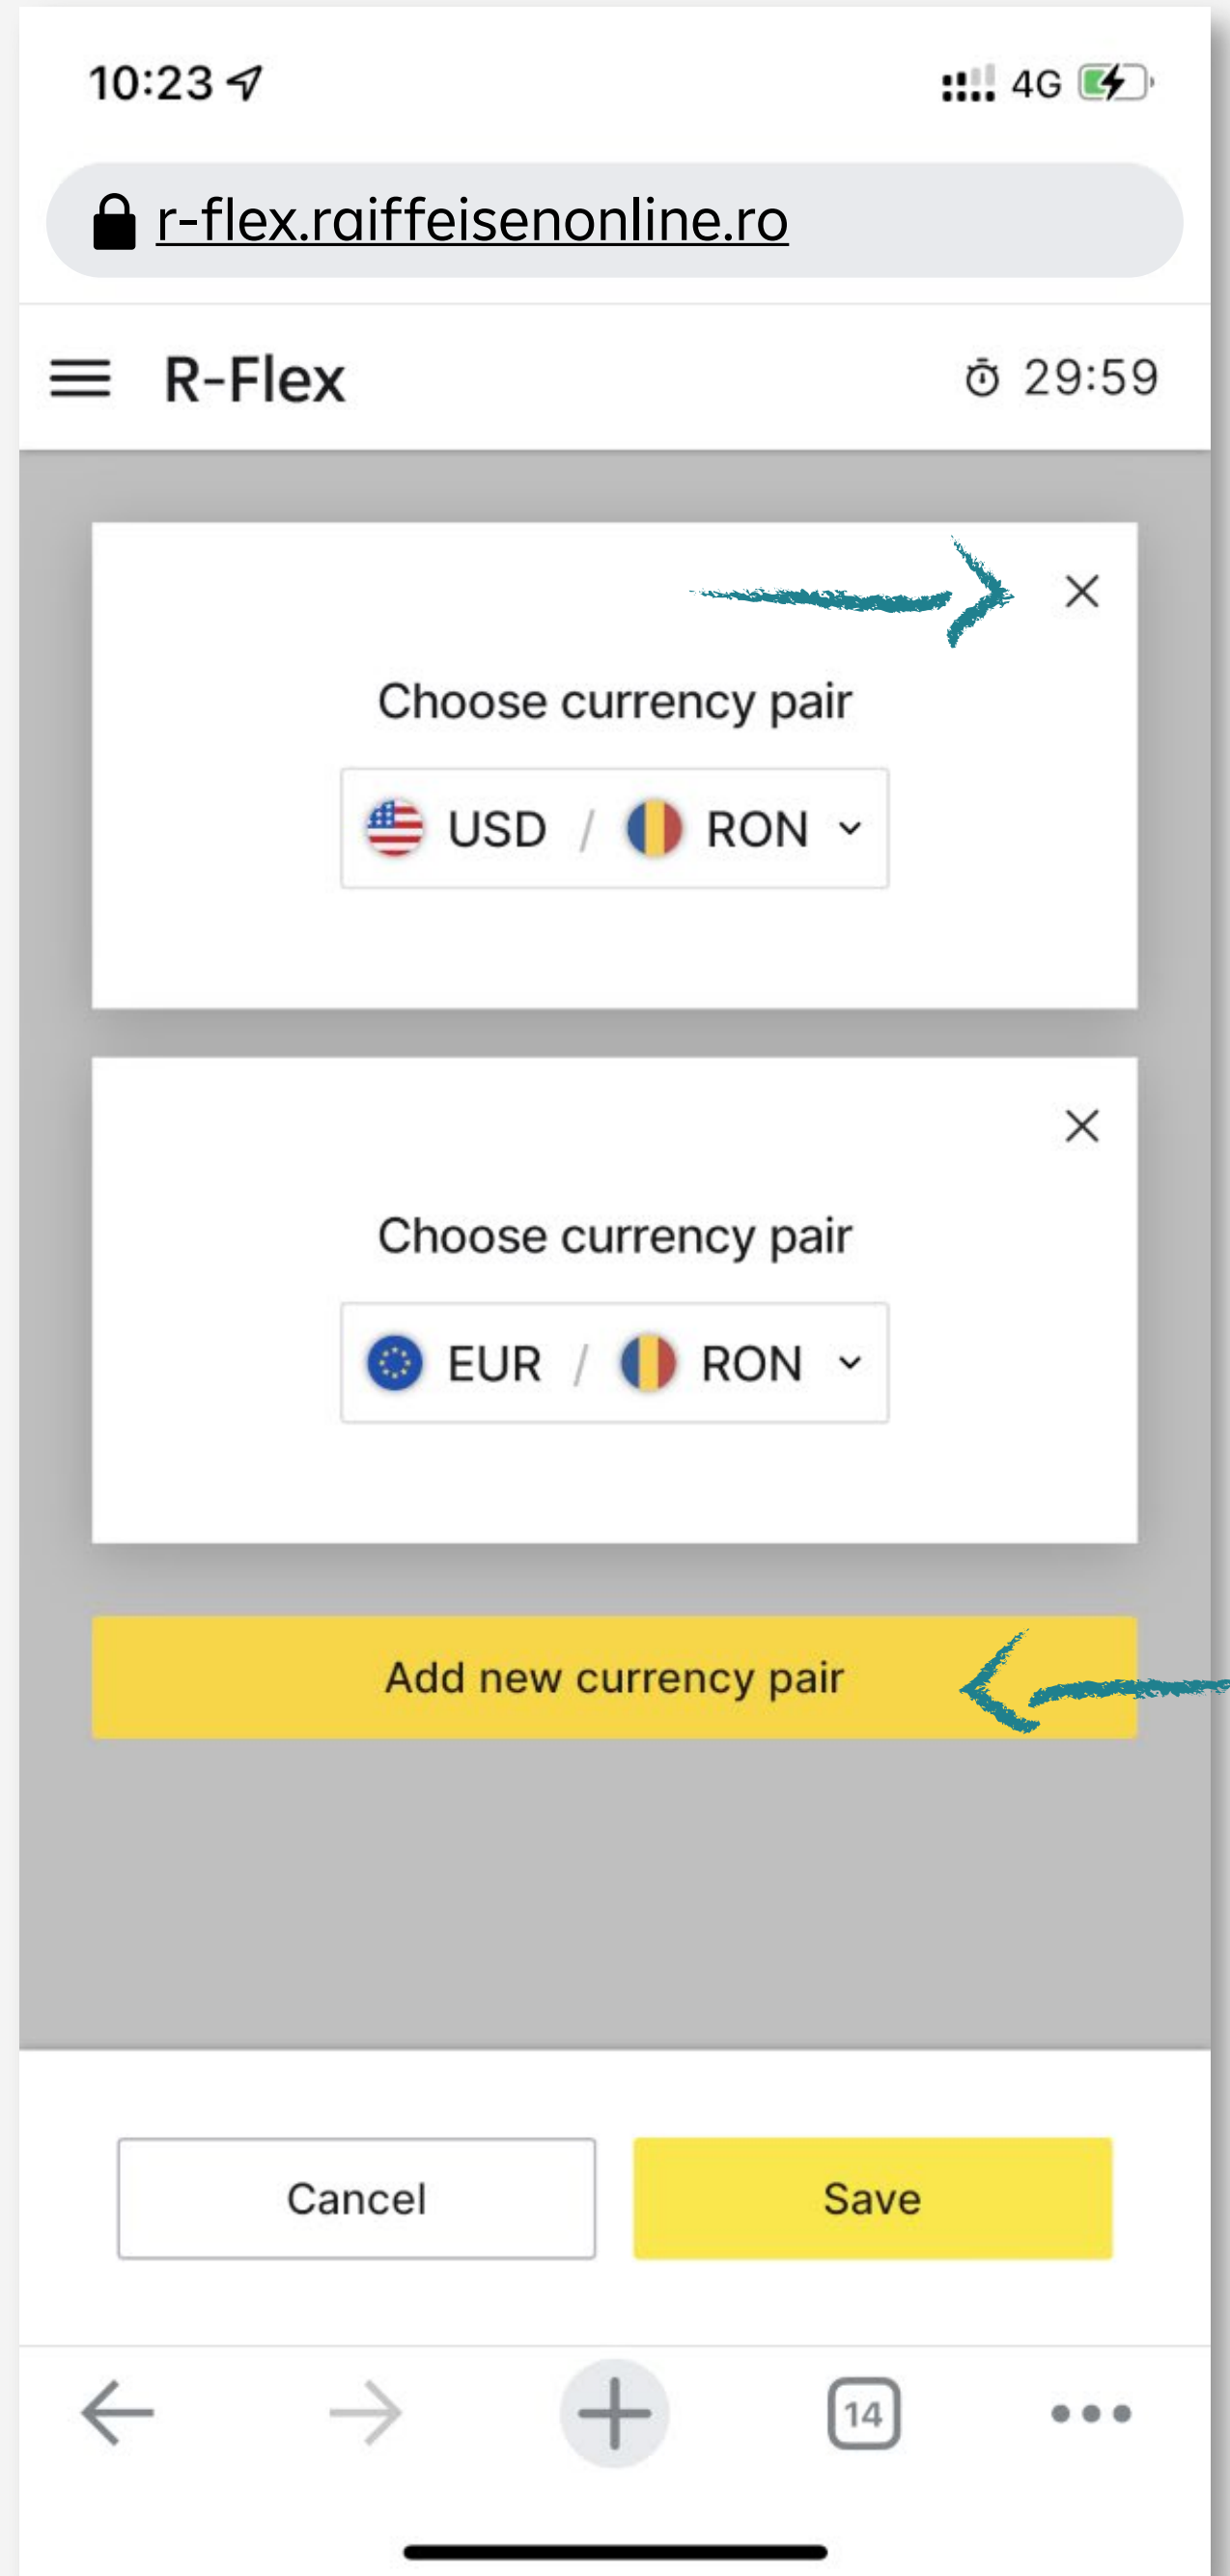 10:23
4G
r-flex.raiffeisenonline.ro
R-Flex
29:59
Choose currency pair
USD / RON
Choose currency pair
EUR / RON
Add new currency pair
Cancel
Save
14